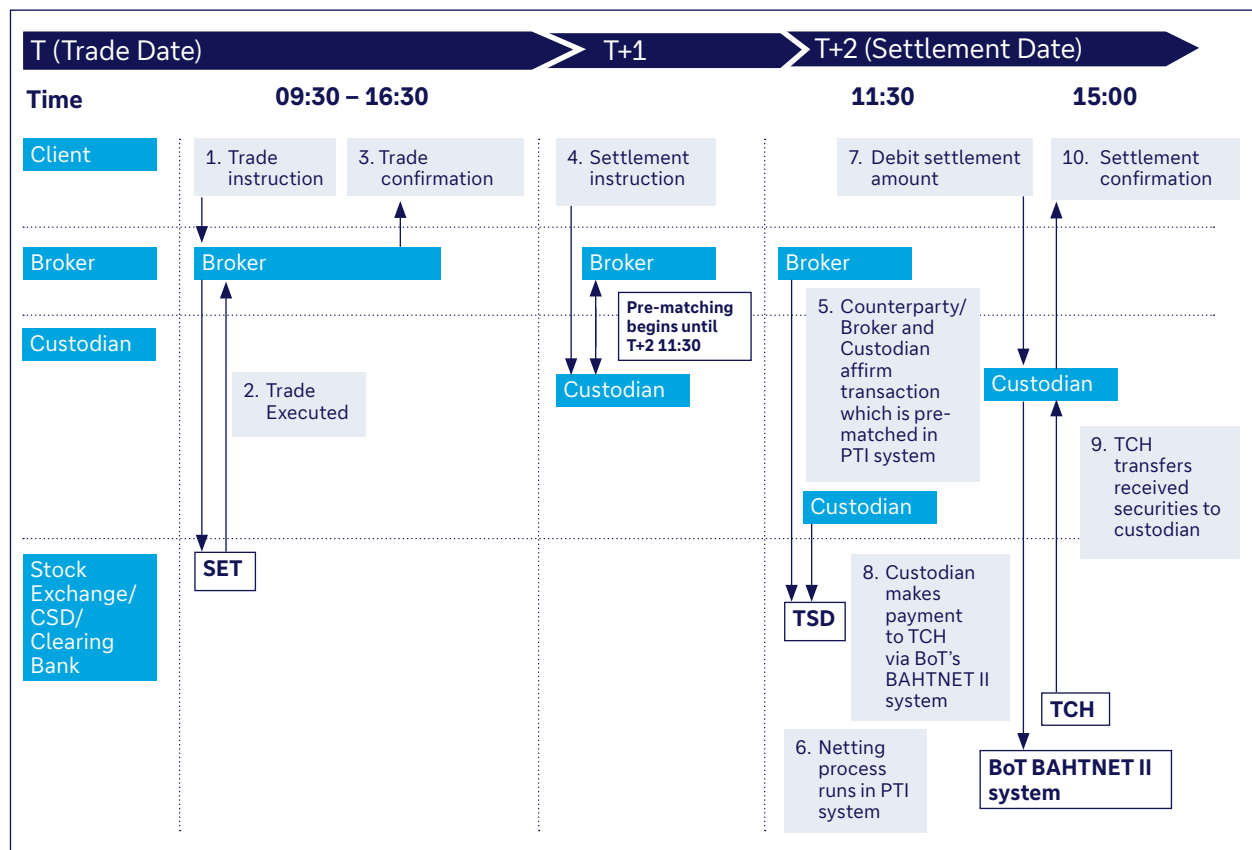 T (Trade Date)
T+1
T+2 (Settlement Date)
Time
09:30 – 16:30
11:30
15:00
Client
1. Trade
instruction
3. Trade
confirmation
4. Settlement
instruction
7. Debit settlement
amount
10. Settlement
confirmation
Broker
Broker
Broker
Broker
Pre-matching
begins until
T+2 11:30
5. Counterparty/
Broker and
Custodian
affirm
transaction
which is pre-
matched in
PTI system
Custodian
2. Trade
Executed
Custodian
Custodian
9. TCH
transfers
received
securities to
custodian
Custodian
Stock
Exchange/
CSD/
Clearing
Bank
SET
TSD
8. Custodian
makes
payment
to TCH
via BoT's
BAHTNET II
system
TCH
6. Netting
process
runs in PTI
system
BoT BAHTNET II
system